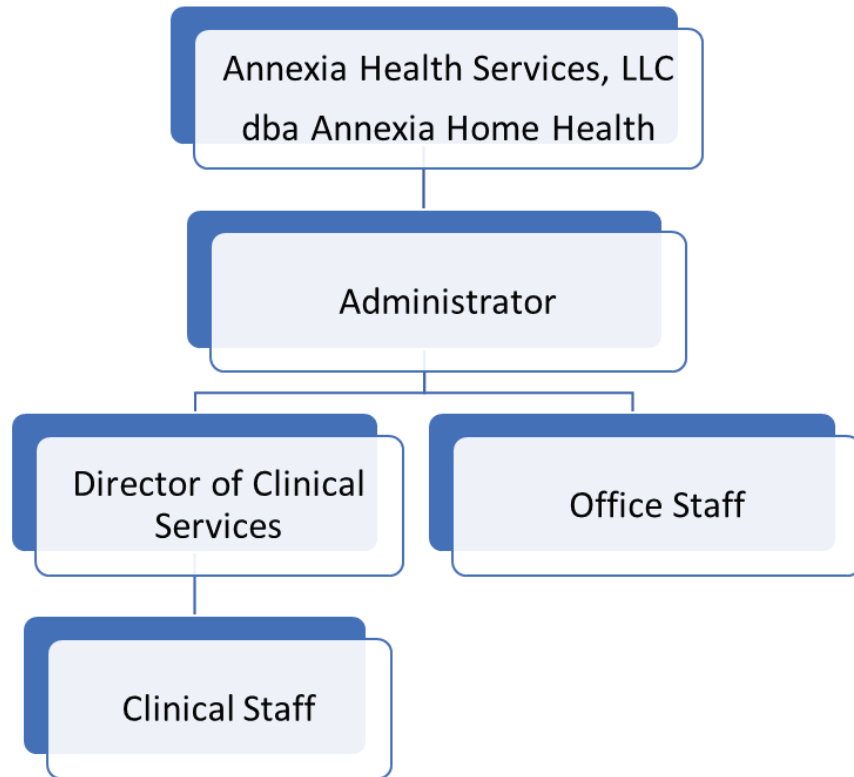 Annexia Health Services, LLC
dba Annexia Home Health
Administrator
Director of Clinical
Services
Office Staff
Clinical Staff